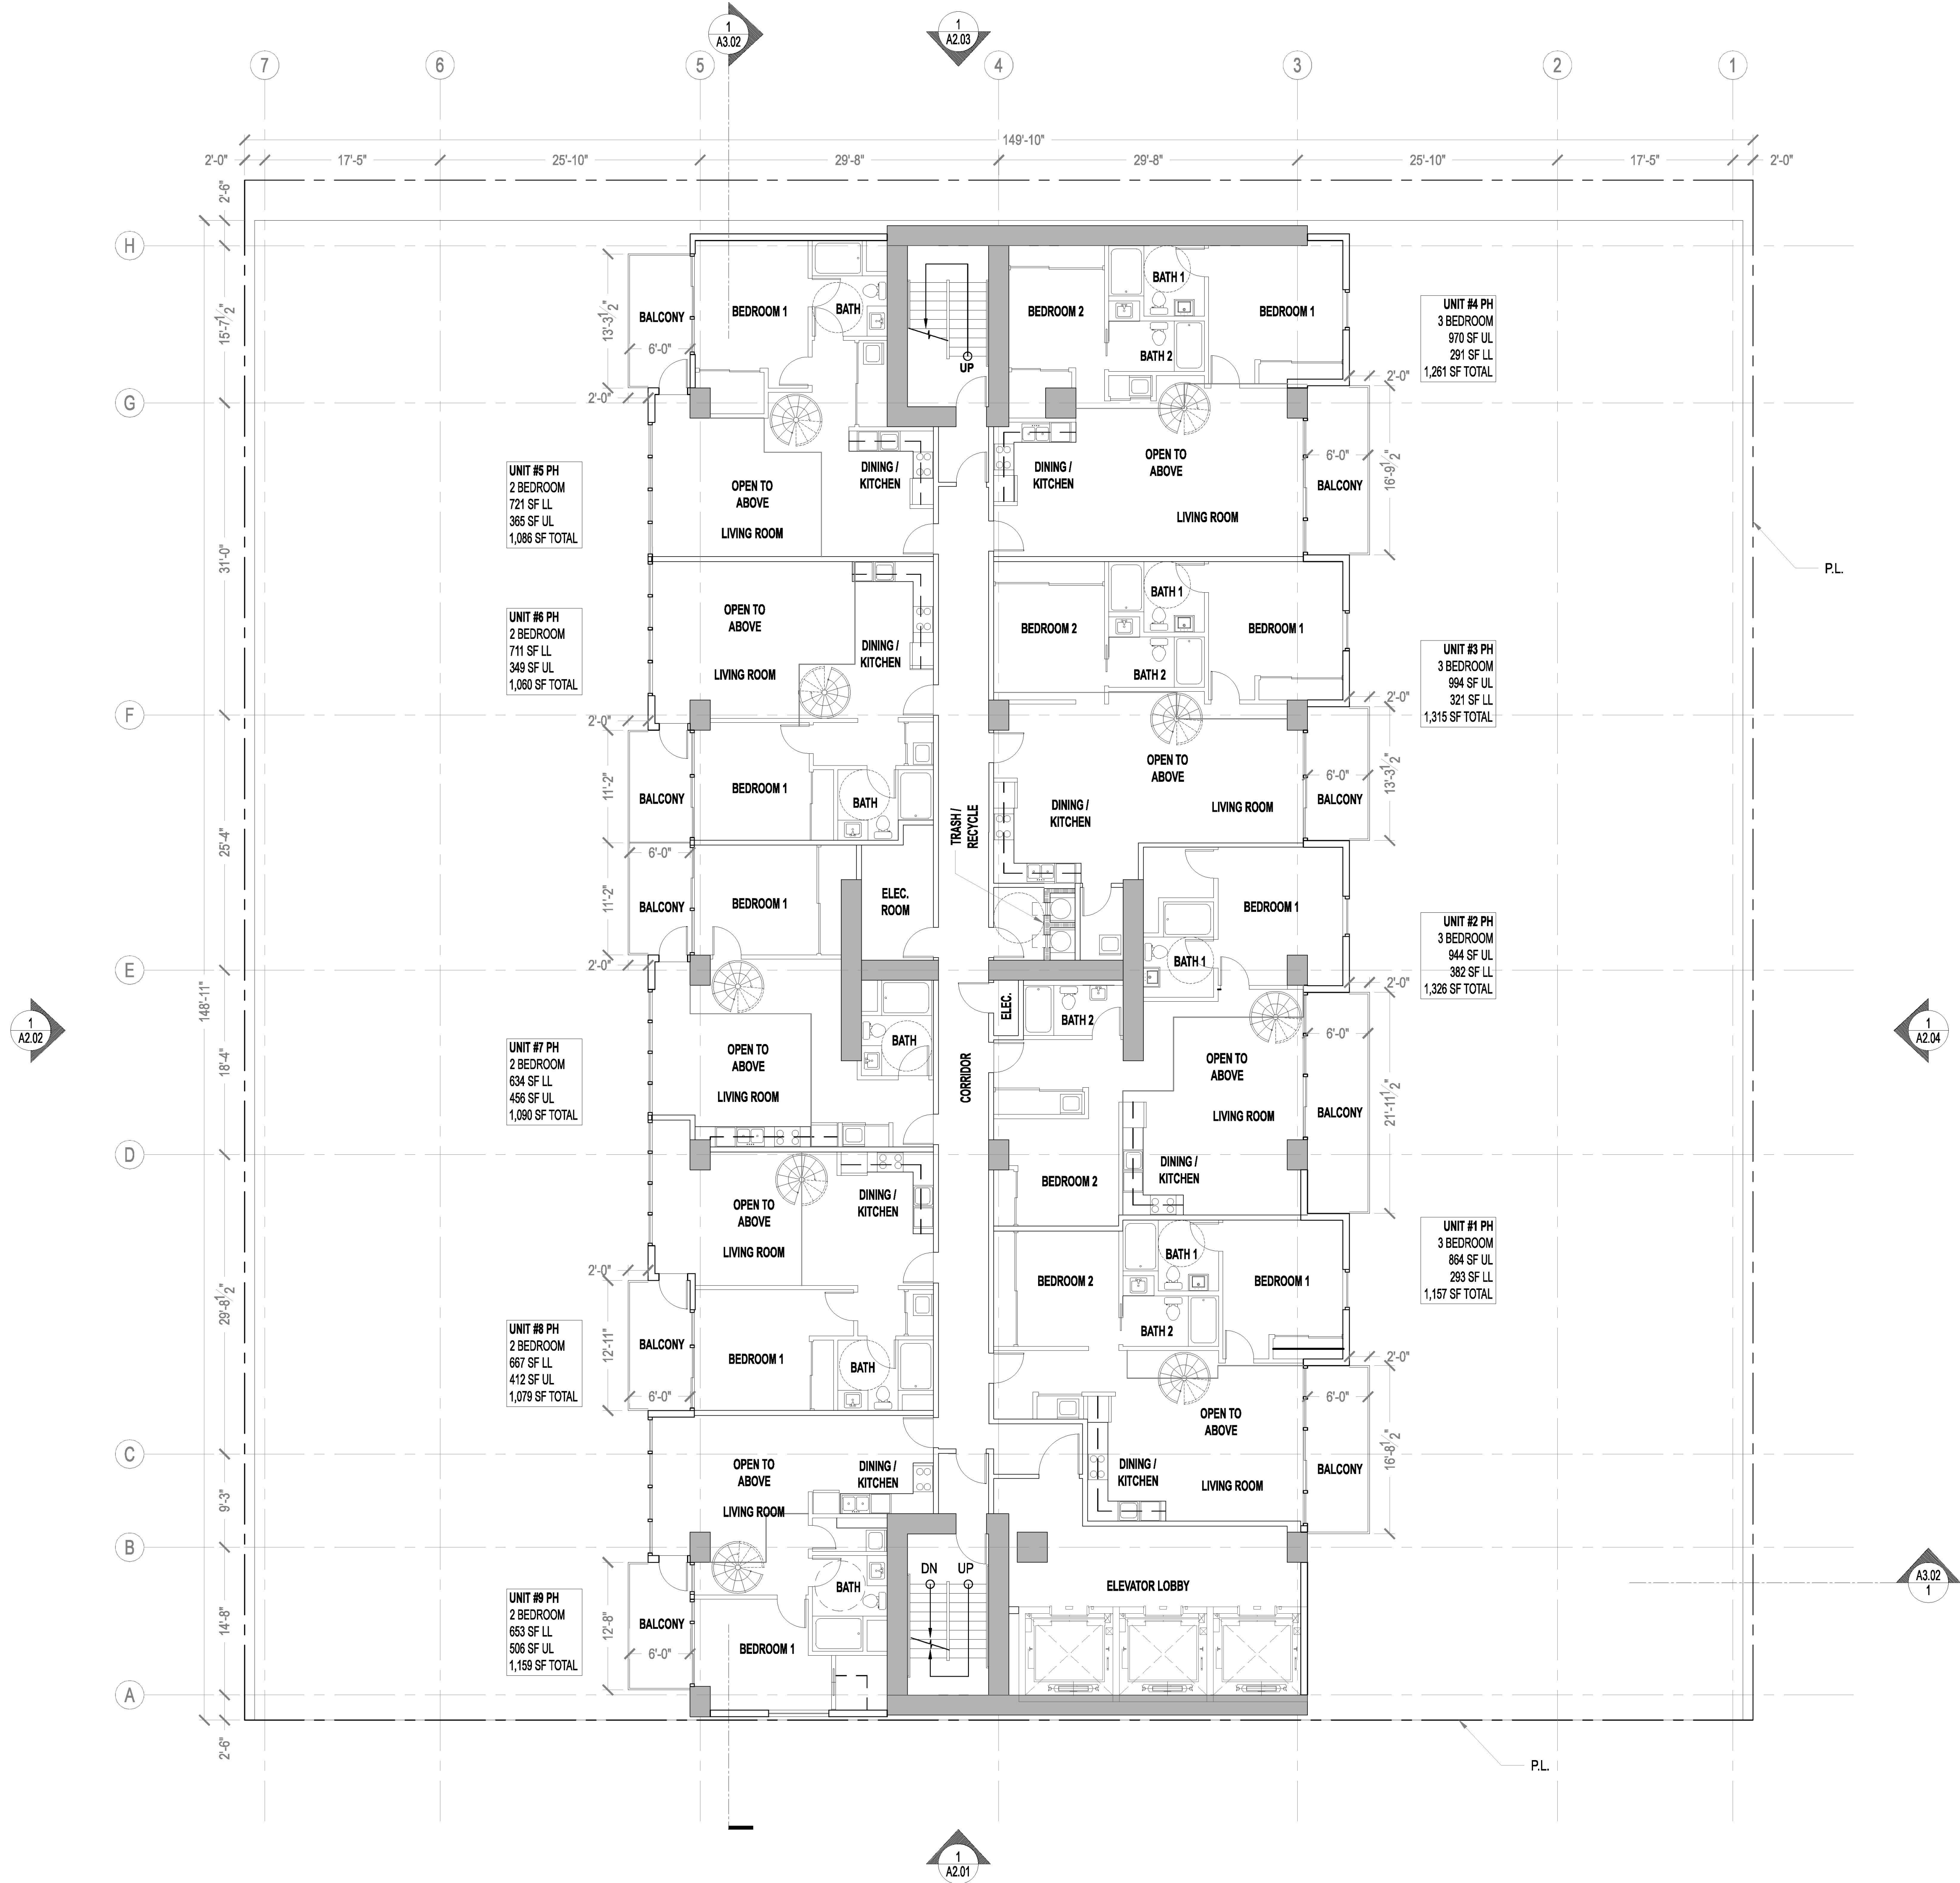 1
A3.02
1
A2.03
7
6
5
4
3
2
1
149'-10"
2'-0"
17'-5"
25'-10"
29'-8"
29'-8"
25'-10"
17'-5"
2'-0"
2'-6"
H
15'-7 1/2"
G
31'-0"
F
25'-4"
E
148'-11"
18'-4"
D
29'-8 1/2"
C
9'-3"
B
14'-8"
A
2'-6"
1
A2.02
1
A2.04
A3.02
1
1
A2.01
P.L.
P.L.
13'-3 1/2"
BALCONY
6'-0"
2'-0"
BEDROOM 1
BATH
UP
BEDROOM 2
BATH 1
BATH 2
BEDROOM 1
UNIT #4 PH
3 BEDROOM
970 SF UL
291 SF LL
1,261 SF TOTAL
2'-0"
UNIT #5 PH
2 BEDROOM
721 SF LL
365 SF UL
1,086 SF TOTAL
OPEN TO
ABOVE
LIVING ROOM
DINING /
KITCHEN
DINING /
KITCHEN
OPEN TO
ABOVE
LIVING ROOM
6'-0"
BALCONY
16'-9 1/2"
UNIT #6 PH
2 BEDROOM
711 SF LL
349 SF UL
1,060 SF TOTAL
OPEN TO
ABOVE
LIVING ROOM
DINING /
KITCHEN
BEDROOM 2
BATH 1
BATH 2
BEDROOM 1
UNIT #3 PH
3 BEDROOM
994 SF UL
321 SF LL
1,315 SF TOTAL
2'-0"
2'-0"
11'-2"
BALCONY
BEDROOM 1
BATH
TRASH /
RECYCLE
DINING /
KITCHEN
OPEN TO
ABOVE
LIVING ROOM
6'-0"
BALCONY
13'-3 1/2"
6'-0"
11'-2"
BALCONY
BEDROOM 1
ELEC.
ROOM
2'-0"
BEDROOM 1
BATH 1
UNIT #2 PH
3 BEDROOM
944 SF UL
382 SF LL
1,326 SF TOTAL
2'-0"
UNIT #7 PH
2 BEDROOM
634 SF LL
456 SF UL
1,090 SF TOTAL
OPEN TO
ABOVE
LIVING ROOM
BATH
CORRIDOR
ELEC.
BATH 2
OPEN TO
ABOVE
LIVING ROOM
6'-0"
BALCONY
21'-11 1/2"
BEDROOM 2
DINING /
KITCHEN
OPEN TO
ABOVE
LIVING ROOM
DINING /
KITCHEN
2'-0"
BEDROOM 2
BATH 1
BATH 2
BEDROOM 1
UNIT #1 PH
3 BEDROOM
864 SF UL
293 SF LL
1,157 SF TOTAL
2'-0"
UNIT #8 PH
2 BEDROOM
667 SF LL
412 SF UL
1,079 SF TOTAL
12'-11"
BALCONY
6'-0"
BEDROOM 1
BATH
OPEN TO
ABOVE
LIVING ROOM
DINING /
KITCHEN
6'-0"
BALCONY
16'-8 1/2"
OPEN TO
ABOVE
LIVING ROOM
DINING /
KITCHEN
UNIT #9 PH
2 BEDROOM
653 SF LL
506 SF UL
1,159 SF TOTAL
12'-8"
BALCONY
6'-0"
BEDROOM 1
BATH
DN
UP
ELEVATOR LOBBY